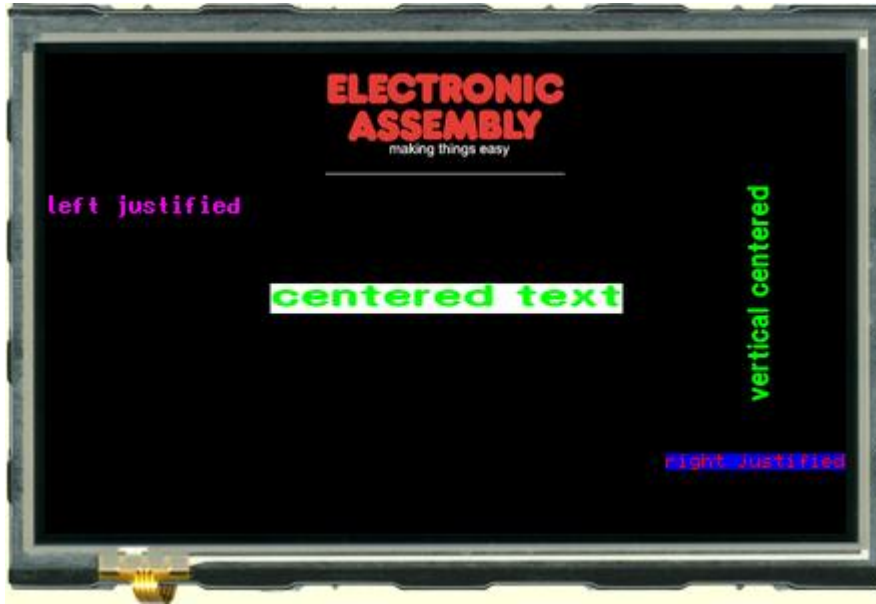 ELECTRONIC
ASSEMBLY
making things easy
left justified
vertical centered
centered text
right justified